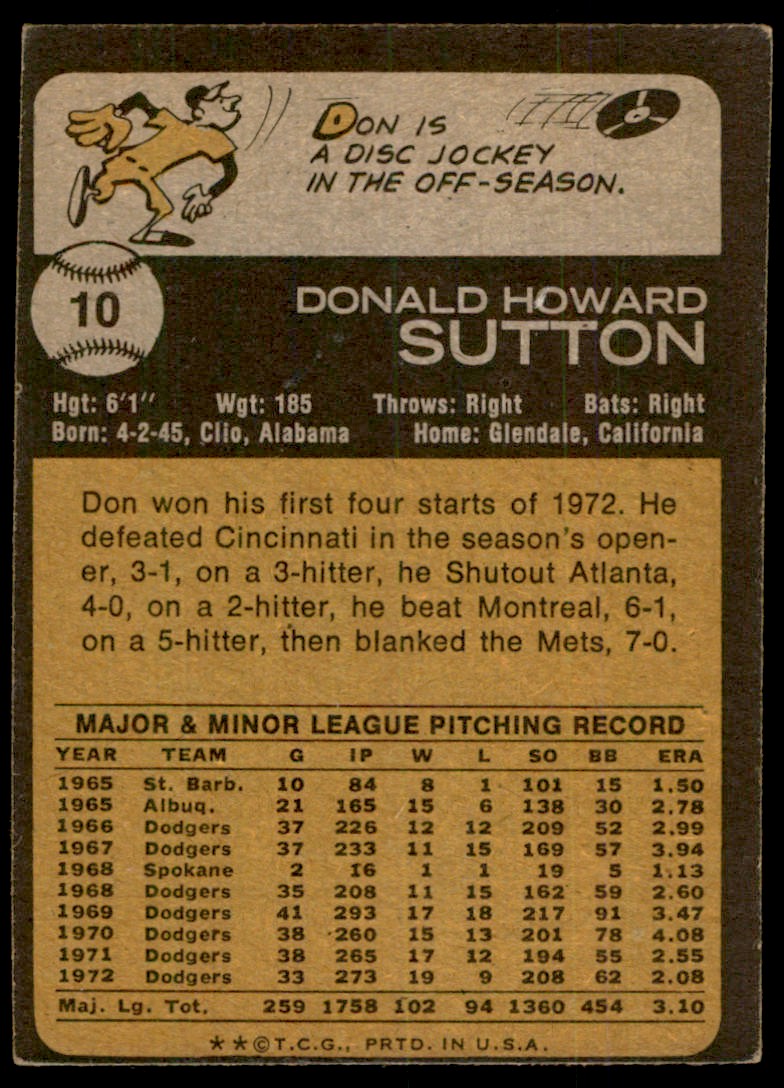 DON IS
A DISC JOCKEY
IN THE OFF-SEASON.
10
DONALD HOWARD
SUTTON
Hgt: 6'1" Wgt: 185 Throws: Right Bats: Right
Born: 4-2-45, Clio, Alabama Home: Glendale, California
Don won his first four starts of 1972. He
defeated Cincinnati in the season's open-
er, 3-1, on a 3-hitter, he Shutout Atlanta,
4-0, on a 2-hitter, he beat Montreal, 6-1,
on a 5-hitter, then blanked the Mets, 7-0.
MAJOR & MINOR LEAGUE PITCHING RECORD
YEAR TEAM G IP W L SO BB ERA
1965 St. Barb. 10 84 8 1 101 15 1.50
1965 Albuq. 21 165 15 6 138 30 2.78
1966 Dodgers 37 226 12 12 209 52 2.99
1967 Dodgers 37 233 11 15 169 57 3.94
1968 Spokane 2 16 1 1 19 5 1.13
1968 Dodgers 35 208 11 15 162 59 2.60
1969 Dodgers 41 293 17 18 217 91 3.47
1970 Dodgers 38 260 15 13 201 78 4.08
1971 Dodgers 38 265 17 12 194 55 2.55
1972 Dodgers 33 273 19 9 208 62 2.08
Maj. Lg. Tot. 259 1758 102 94 1360 454 3.10
**©T.C.G., PRTD. IN U.S.A.